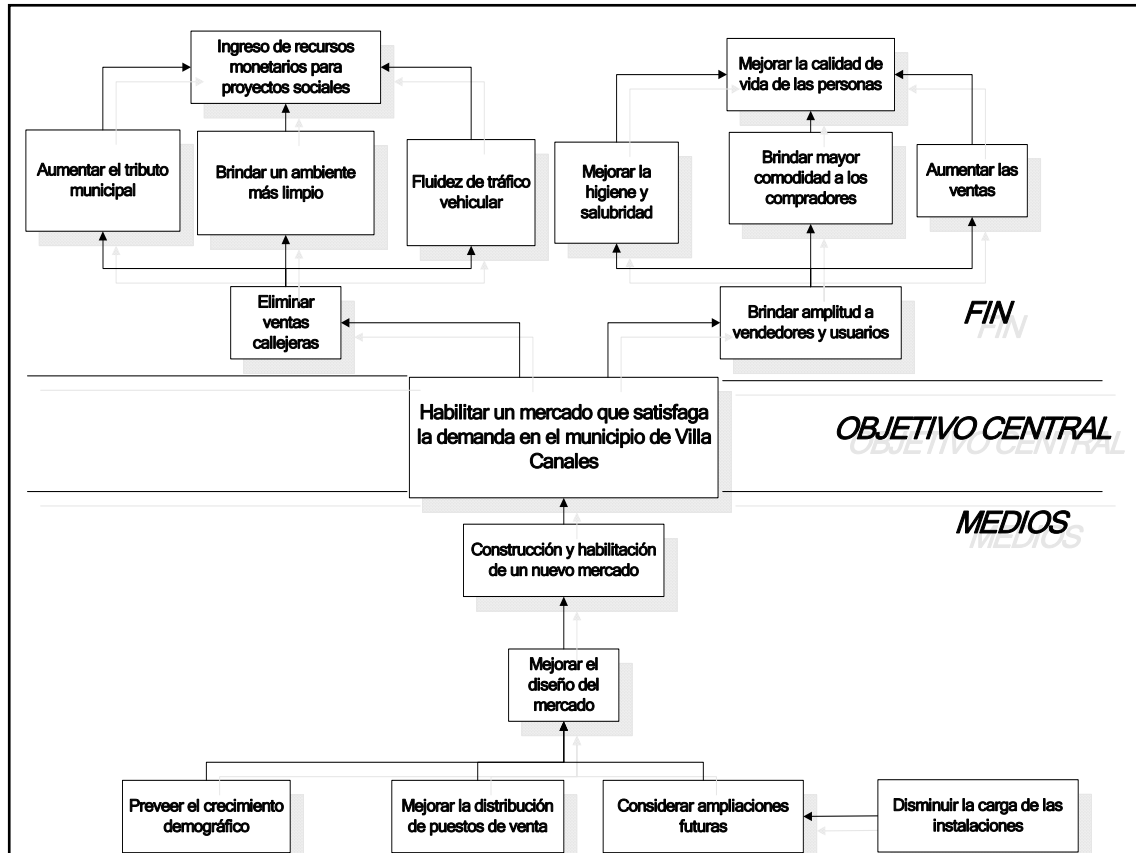 Ingreso de recursos
monetarios para
proyectos sociales
Mejorar la calidad de
vida de las personas
Aumentar el tributo
municipal
Brindar un ambiente
más limpio
Fluidez de tráfico
vehicular
Mejorar la
higiene y
salubridad
Brindar mayor
comodidad a los
compradores
Aumentar las
ventas
Eliminar
ventas
callejeras
Brindar amplitud a
vendedores y usuarios
FIN
Habilitar un mercado que satisfaga
la demanda en el municipio de Villa
Canales
OBJETIVO CENTRAL
MEDIOS
Construcción y habilitación
de un nuevo mercado
Mejorar el
diseño del
mercado
Preveer el crecimiento
demográfico
Mejorar la distribución
de puestos de venta
Considerar ampliaciones
futuras
Disminuir la carga de las
instalaciones